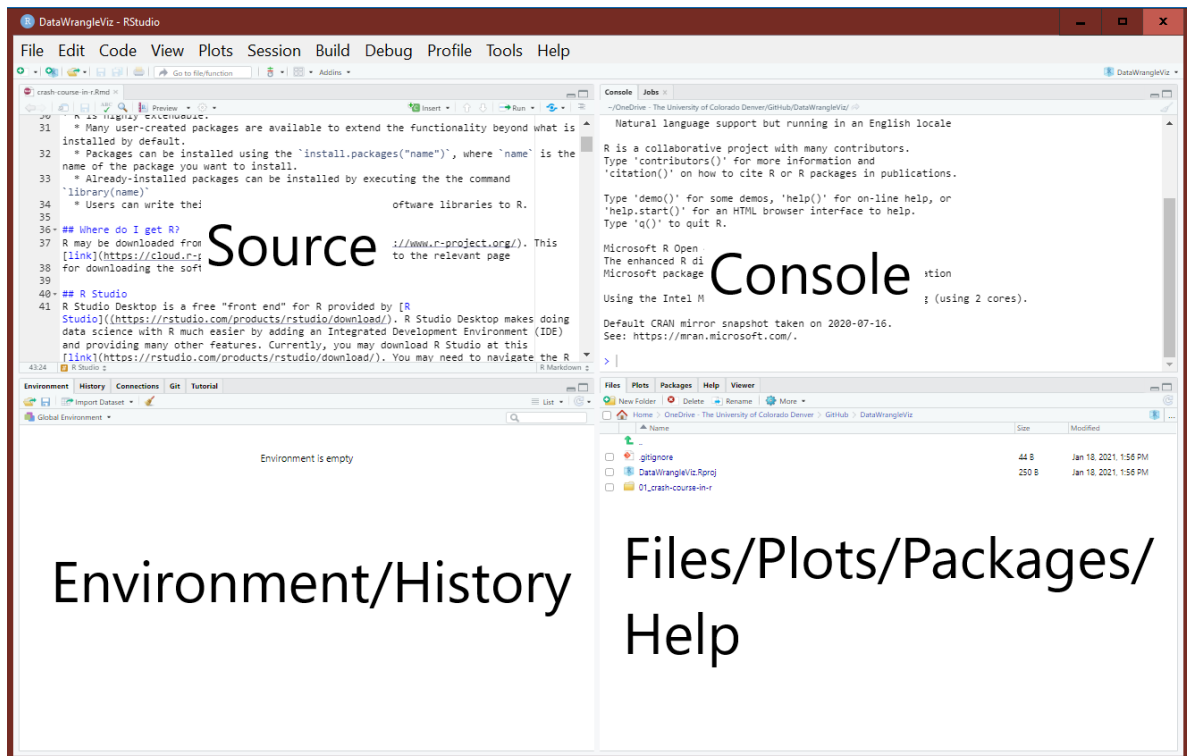 DataWrangleViz - RStudio
File Edit Code View Plots Session Build Debug Profile Tools Help
Go to file/function Addins DataWrangleViz
crash-course-in-r.Rmd
Preview Insert Run
30 * R is highly extendable.
31 * Many user-created packages are available to extend the functionality beyond what is
installed by default.
32 * Packages can be installed using the `install.packages("name")`, where `name` is the
name of the package you want to install.
33 * Already-installed packages can be installed by executing the the command
`library(name)`
34 * Users can write thei oftware libraries to R.
35
36 ## Where do I get R?
37 R may be downloaded from ://www.r-project.org/). This
[link](https://cloud.r-p to the relevant page
38 for downloading the soft
39
40 ## R Studio
41 R Studio Desktop is a free "front end" for R provided by [R
Studio]((https://rstudio.com/products/rstudio/download/). R Studio Desktop makes doing
data science with R much easier by adding an Integrated Development Environment (IDE)
and providing many other features. Currently, you may download R Studio at this
[link](https://rstudio.com/products/rstudio/download/). You may need to navigate the R
43:24 R Studio R Markdown
Source
Console Jobs
~/OneDrive - The University of Colorado Denver/GitHub/DataWrangleViz/
Natural language support but running in an English locale
R is a collaborative project with many contributors.
Type 'contributors()' for more information and
'citation()' on how to cite R or R packages in publications.
Type 'demo()' for some demos, 'help()' for on-line help, or
'help.start()' for an HTML browser interface to help.
Type 'q()' to quit R.
Microsoft R Open
The enhanced R di
Microsoft package tion
Using the Intel M (using 2 cores).
Default CRAN mirror snapshot taken on 2020-07-16.
See: https://mran.microsoft.com/.
>
Console
Environment History Connections Git Tutorial
Import Dataset List
Global Environment
Environment is empty
Environment/History
Files Plots Packages Help Viewer
New Folder Delete Rename More
Home OneDrive - The University of Colorado Denver GitHub DataWrangleViz ...
Name Size Modified
..
.gitignore 44 B Jan 18, 2021, 1:56 PM
DataWrangleViz.Rproj 250 B Jan 18, 2021, 1:56 PM
01_crash-course-in-r
Files/Plots/Packages/
Help